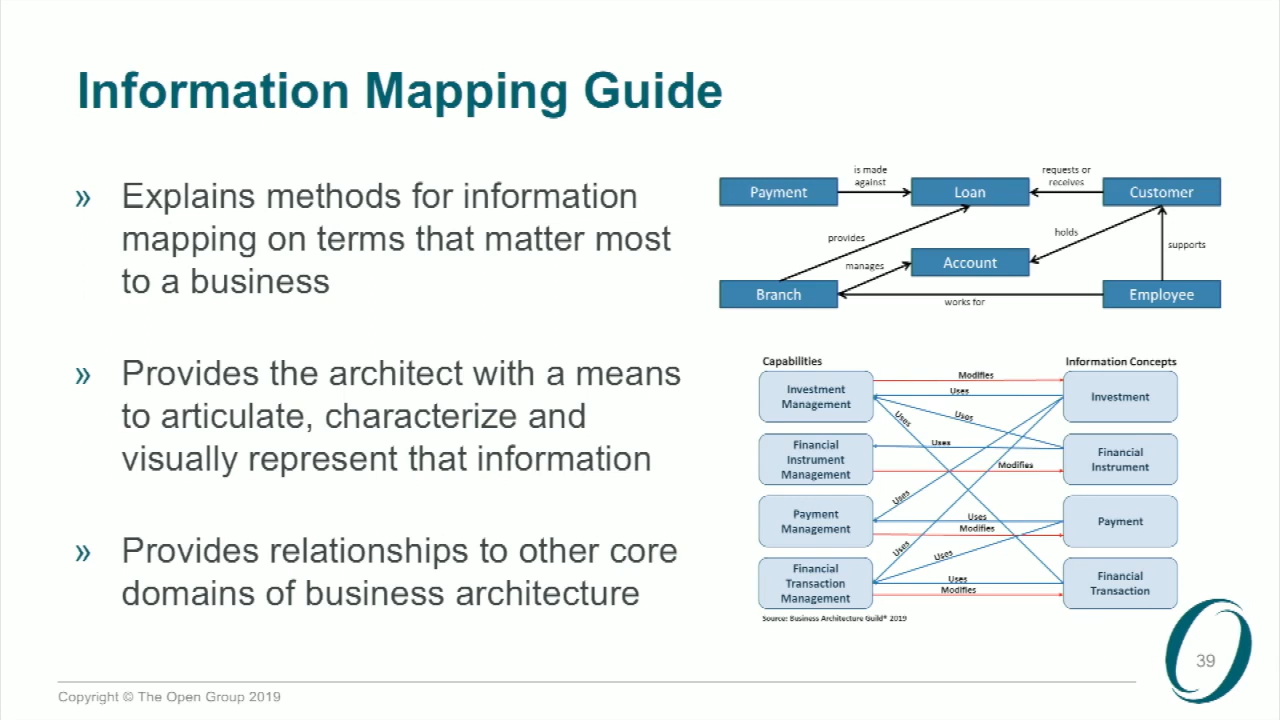 Information Mapping Guide
» Explains methods for information
mapping on terms that matter most
to a business
» Provides the architect with a means
to articulate, characterize and
visually represent that information
» Provides relationships to other core
domains of business architecture
is made
against
requests or
receives
Payment
Loan
Customer
provides
holds
supports
manages
Account
Branch
works for
Employee
Capabilities
Information Concepts
Investment
Management
Modifies
Uses
Uses
Uses
Investment
Financial
Instrument
Management
Uses
Modifies
Financial
Instrument
Uses
Payment
Management
Uses
Modifies
Payment
Uses
Uses
Financial
Transaction
Management
Uses
Modifies
Financial
Transaction
Source: Business Architecture Guild® 2019
39
Copyright © The Open Group 2019